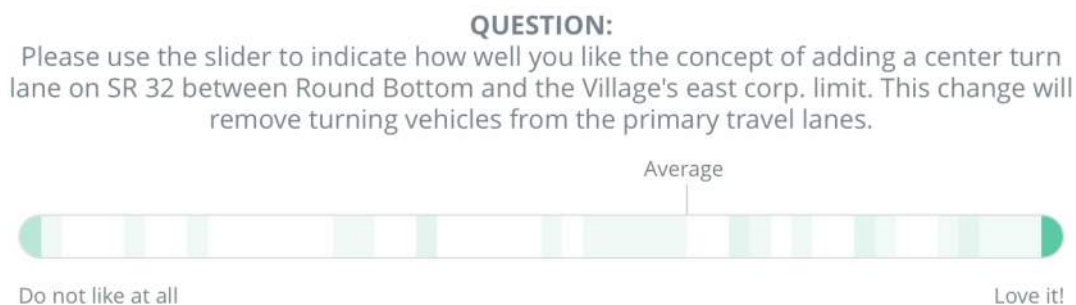 QUESTION:
Please use the slider to indicate how well you like the concept of adding a center turn
lane on SR 32 between Round Bottom and the Village's east corp. limit. This change will
remove turning vehicles from the primary travel lanes.
Average
Do not like at all
Love it!